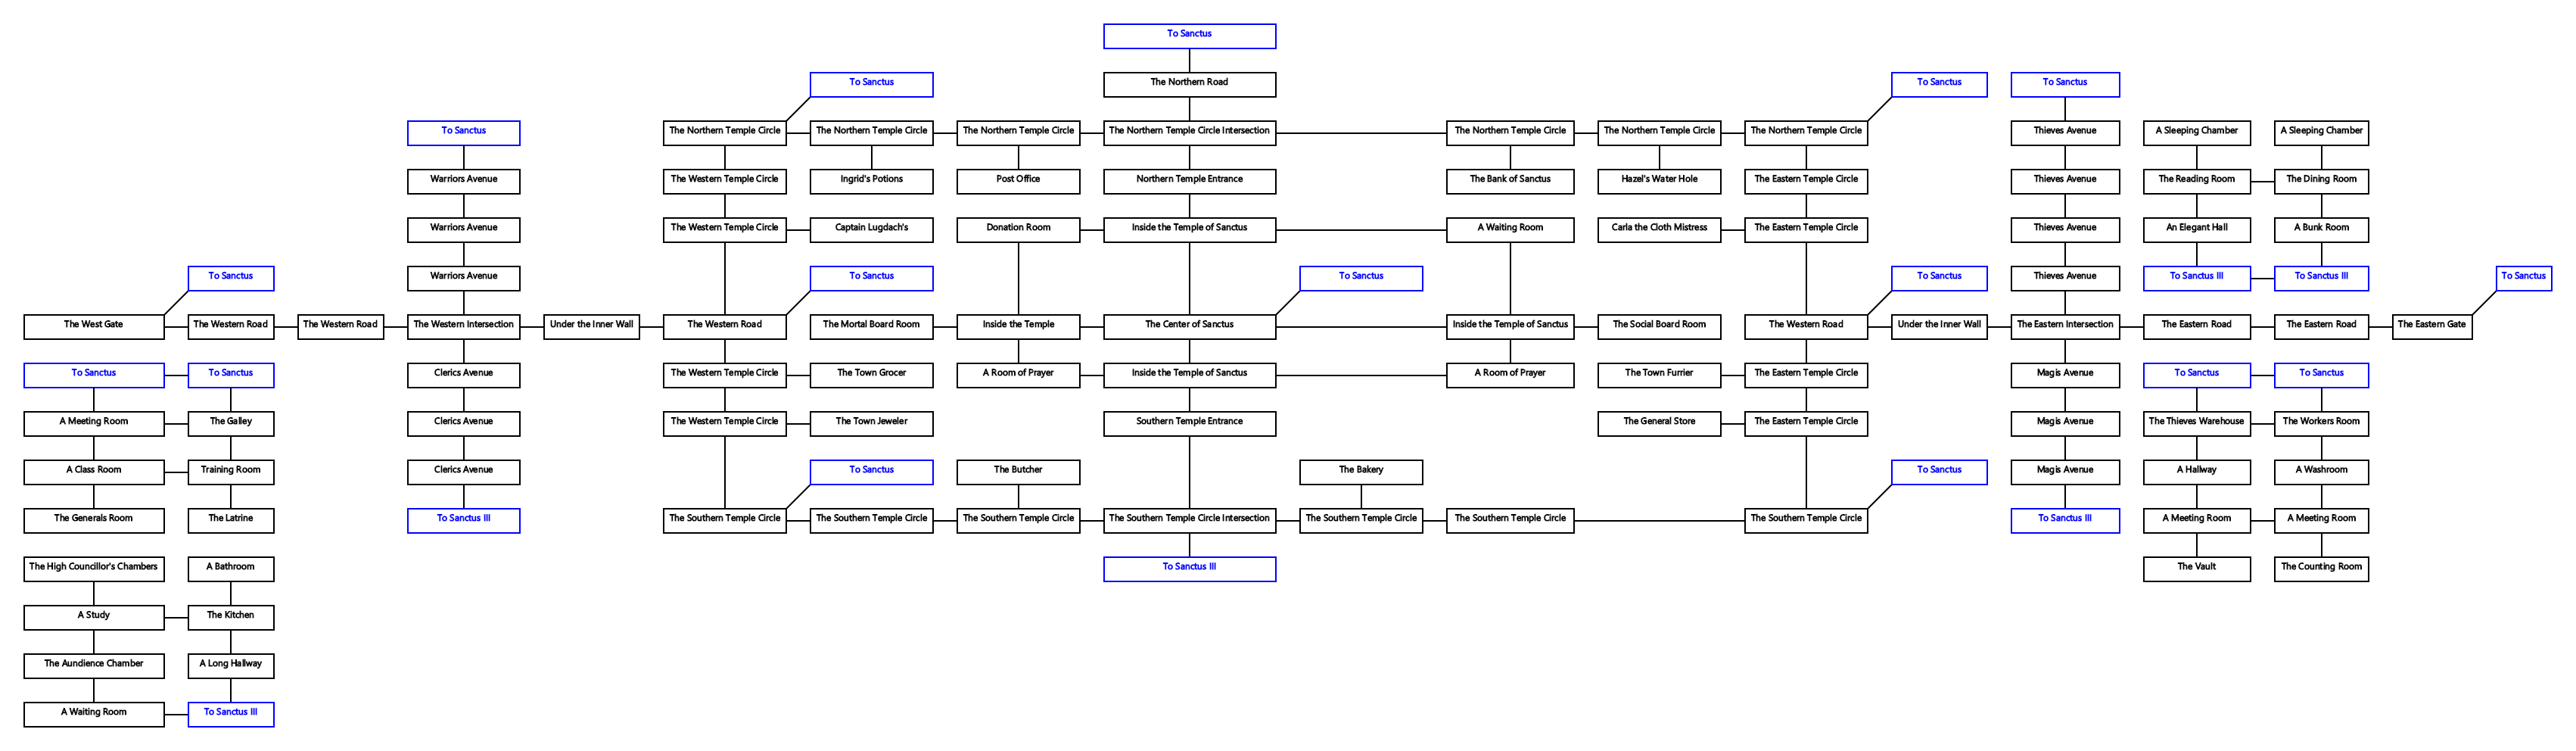 To Sanctus
To Sanctus
The Northern Road
To Sanctus
To Sanctus
To Sanctus
The Northern Temple Circle
The Northern Temple Circle
The Northern Temple Circle
The Northern Temple Circle Intersection
The Northern Temple Circle
The Northern Temple Circle
The Northern Temple Circle
Thieves Avenue
A Sleeping Chamber
A Sleeping Chamber
Warriors Avenue
The Western Temple Circle
Ingrid's Potions
Post Office
Northern Temple Entrance
The Bank of Sanctus
Hazel's Water Hole
The Eastern Temple Circle
Thieves Avenue
The Reading Room
The Dining Room
Warriors Avenue
The Western Temple Circle
Captain Lugdach's
Donation Room
Inside the Temple of Sanctus
A Waiting Room
Carla the Cloth Mistress
The Eastern Temple Circle
Thieves Avenue
An Elegant Hall
A Bunk Room
To Sanctus
Warriors Avenue
To Sanctus
To Sanctus
To Sanctus
Thieves Avenue
To Sanctus III
To Sanctus III
To Sanctus
The West Gate
The Western Road
The Western Road
The Western Intersection
Under the Inner Wall
The Western Road
The Mortal Board Room
Inside the Temple
The Center of Sanctus
Inside the Temple of Sanctus
The Social Board Room
The Western Road
Under the Inner Wall
The Eastern Intersection
The Eastern Road
The Eastern Road
The Eastern Gate
To Sanctus
To Sanctus
Clerics Avenue
The Western Temple Circle
The Town Grocer
A Room of Prayer
Inside the Temple of Sanctus
A Room of Prayer
The Town Furrier
The Eastern Temple Circle
Magis Avenue
To Sanctus
To Sanctus
A Meeting Room
The Galley
Clerics Avenue
The Western Temple Circle
The Town Jeweler
Southern Temple Entrance
The General Store
The Eastern Temple Circle
Magis Avenue
The Thieves Warehouse
The Workers Room
A Class Room
Training Room
Clerics Avenue
To Sanctus
The Butcher
The Bakery
To Sanctus
Magis Avenue
A Hallway
A Washroom
The Generals Room
The Latrine
To Sanctus III
The Southern Temple Circle
The Southern Temple Circle
The Southern Temple Circle
The Southern Temple Circle Intersection
The Southern Temple Circle
The Southern Temple Circle
The Southern Temple Circle
To Sanctus III
A Meeting Room
A Meeting Room
The High Councillor's Chambers
A Bathroom
To Sanctus III
The Vault
The Counting Room
A Study
The Kitchen
The Aundience Chamber
A Long Hallway
A Waiting Room
To Sanctus III